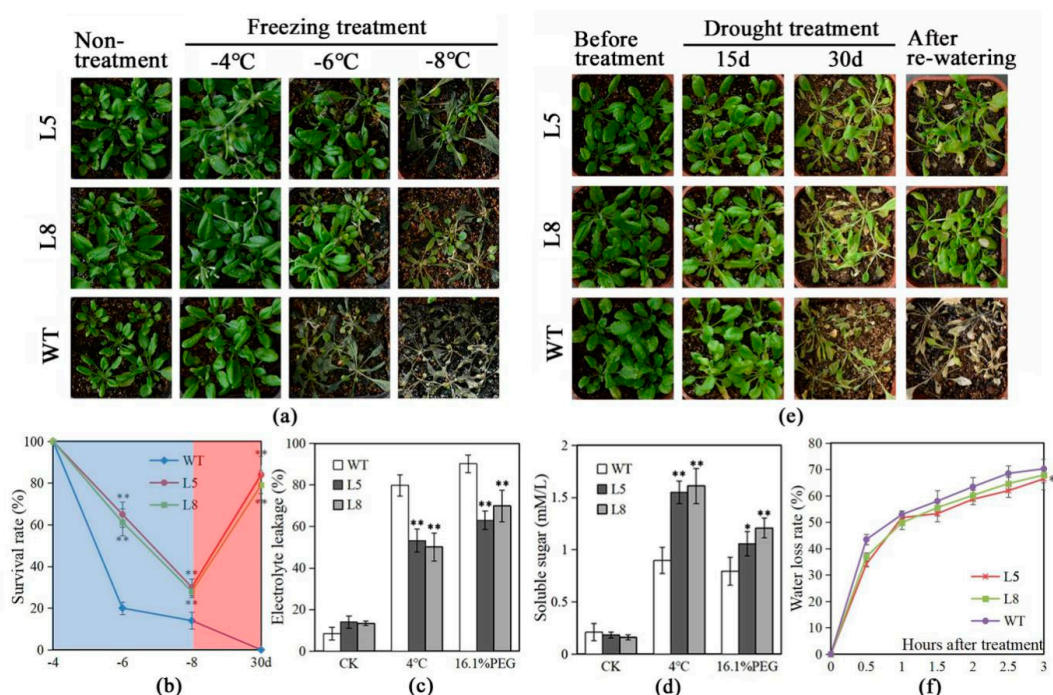 Freezing treatment
Non-
treatment
-4°C
-6°C
-8°C
L5
L8
WT
(a)
Drought treatment
Before
treatment
15d
30d
After
re-watering
L5
L8
WT
(e)
Survival rate (%)
100
80
60
40
20
0
WT
L5
L8
**
**
**
**
**
**
-4
-6
-8
30d
(b)
Electrolyte leakage (%)
100
80
60
40
20
0
WT
L5
L8
** **
** **
CK
4°C
16.1%PEG
(c)
Soluble sugar (mM/L)
2
1.5
1
0.5
0
WT
L5
L8
** **
* **
CK
4°C
16.1%PEG
(d)
Water loss rate (%)
80
70
60
50
40
30
20
10
0
*
L5
L8
WT
Hours after treatment
0
0.5
1
1.5
2
2.5
3
(f)